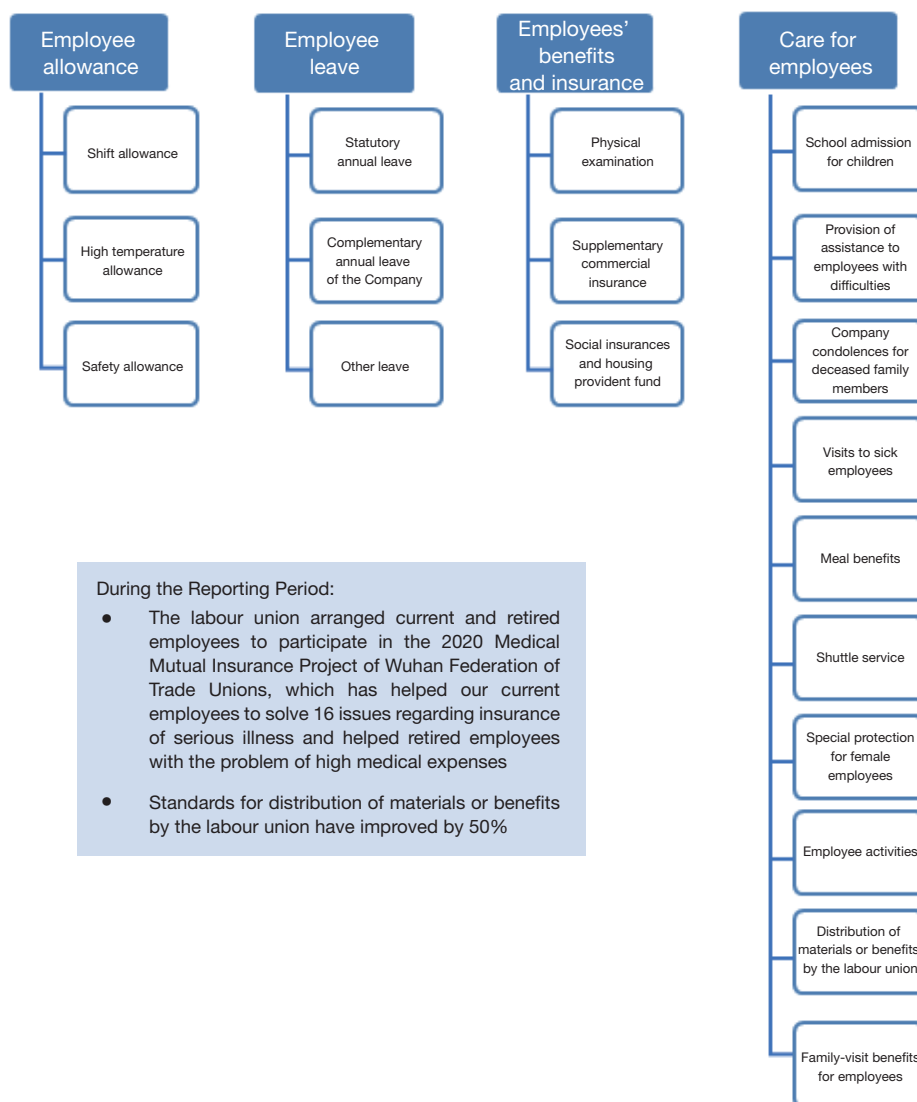 Employee
allowance
Shift allowance
High temperature
allowance
Safety allowance
Employee
leave
Statutory
annual leave
Complementary
annual leave
of the Company
Other leave
Employees’
benefits
and insurance
Physical
examination
Supplementary
commercial
insurance
Social insurances
and housing
provident fund
Care for
employees
School admission
for children
Provision of
assistance to
employees with
difficulties
Company
condolences for
deceased family
members
Visits to sick
employees
Meal benefits
Shuttle service
Special protection
for female
employees
Employee activities
Distribution of
materials or benefits
by the labour union
Family-visit benefits
for employees
During the Reporting Period:
● The labour union arranged current and retired
employees to participate in the 2020 Medical
Mutual Insurance Project of Wuhan Federation of
Trade Unions, which has helped our current
employees to solve 16 issues regarding insurance
of serious illness and helped retired employees
with the problem of high medical expenses
● Standards for distribution of materials or benefits
by the labour union have improved by 50%